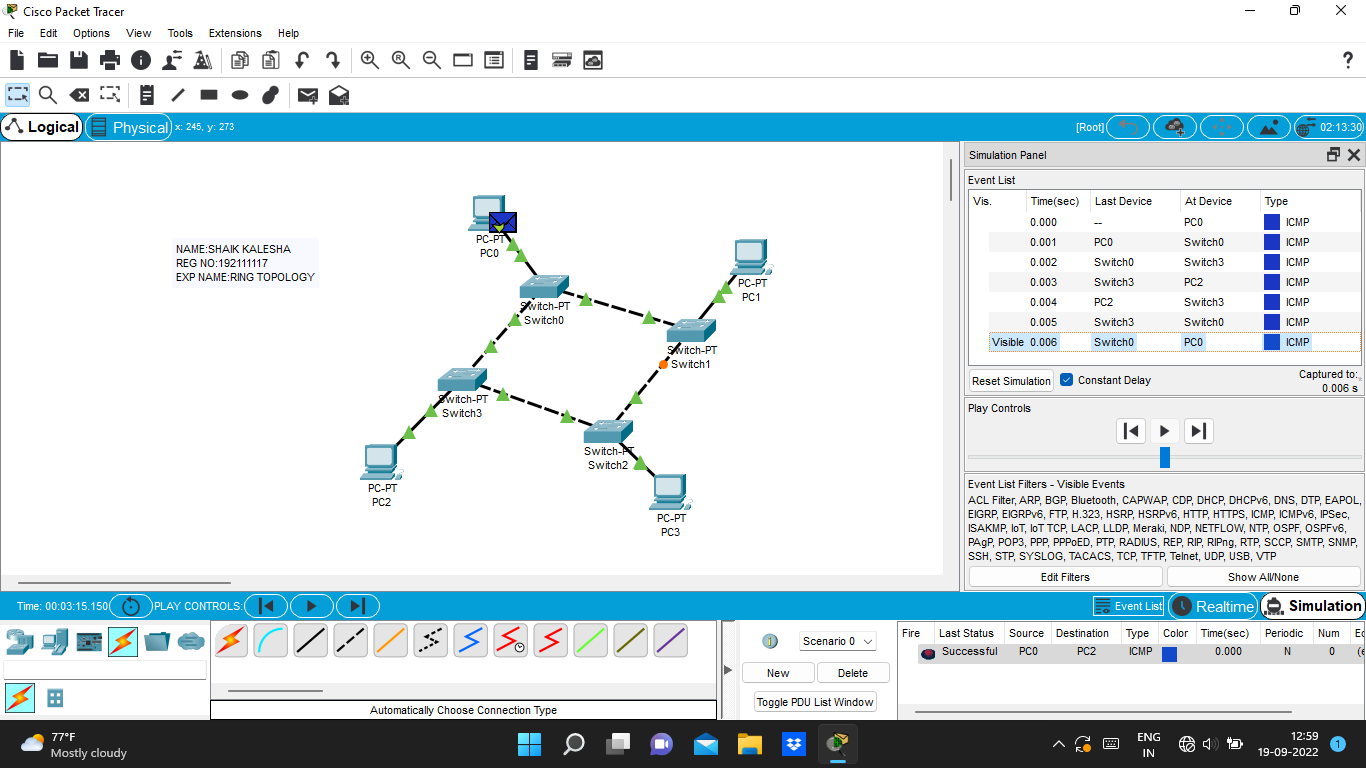 Cisco Packet Tracer
File Edit Options View Tools Extensions Help
?
Logical Physical x: 245, y: 273 [Root] 02:13:30
NAME:SHAIK KALESHA
REG NO:192111117
EXP NAME:RING TOPOLOGY
PC-PT
PC0
PC-PT
PC1
Switch-PT
Switch0
Switch-PT
Switch1
Switch-PT
Switch3
Switch-PT
Switch2
PC-PT
PC2
PC-PT
PC3
Simulation Panel
Event List
Vis. Time(sec) Last Device At Device Type
0.000 -- PC0 ICMP
0.001 PC0 Switch0 ICMP
0.002 Switch0 Switch3 ICMP
0.003 Switch3 PC2 ICMP
0.004 PC2 Switch3 ICMP
0.005 Switch3 Switch0 ICMP
Visible 0.006 Switch0 PC0 ICMP
Reset Simulation Constant Delay Captured to:
0.006 s
Play Controls
Event List Filters - Visible Events
ACL Filter, ARP, BGP, Bluetooth, CAPWAP, CDP, DHCP, DHCPv6, DNS, DTP, EAPOL,
EIGRP, EIGRPv6, FTP, H.323, HSRP, HSRPv6, HTTP, HTTPS, ICMP, ICMPv6, IPSec,
ISAKMP, IoT, IoT TCP, LACP, LLDP, Meraki, NDP, NETFLOW, NTP, OSPF, OSPFv6,
PAgP, POP3, PPP, PPPoED, PTP, RADIUS, REP, RIP, RIPng, RTP, SCCP, SMTP, SNMP,
SSH, STP, SYSLOG, TACACS, TCP, TFTP, Telnet, UDP, USB, VTP
Edit Filters Show All/None
Time: 00:03:15.150 PLAY CONTROLS: Event List Realtime Simulation
Automatically Choose Connection Type
Scenario 0
New Delete
Toggle PDU List Window
Fire Last Status Source Destination Type Color Time(sec) Periodic Num Ed
Successful PC0 PC2 ICMP 0.000 N 0 (e
77°F
Mostly cloudy
ENG
IN
12:59
19-09-2022
1